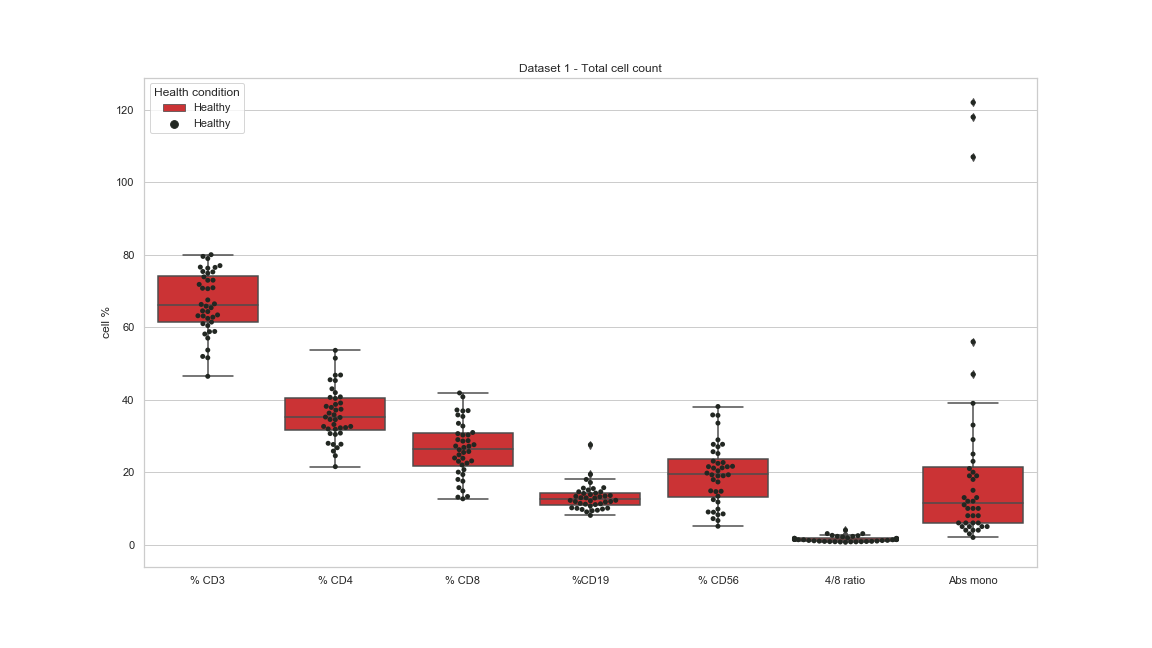 Dataset 1 - Total cell count
Health condition
Healthy
Healthy
cell %
120
100
80
60
40
20
0
% CD3
% CD4
% CD8
%CD19
% CD56
4/8 ratio
Abs mono